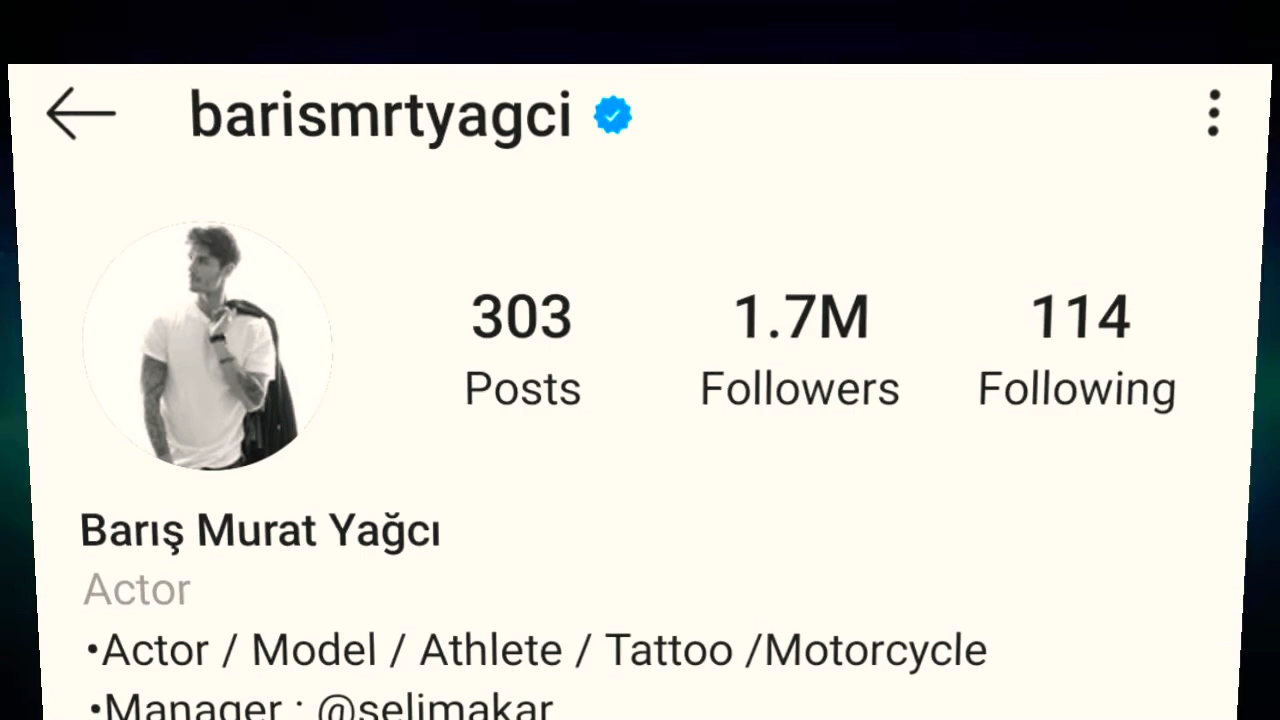 barismrtyagci
303 1.7M 114
Posts Followers Following
Barış Murat Yağcı
Actor
•Actor / Model / Athlete / Tattoo /Motorcycle
•Manager : @selimakar